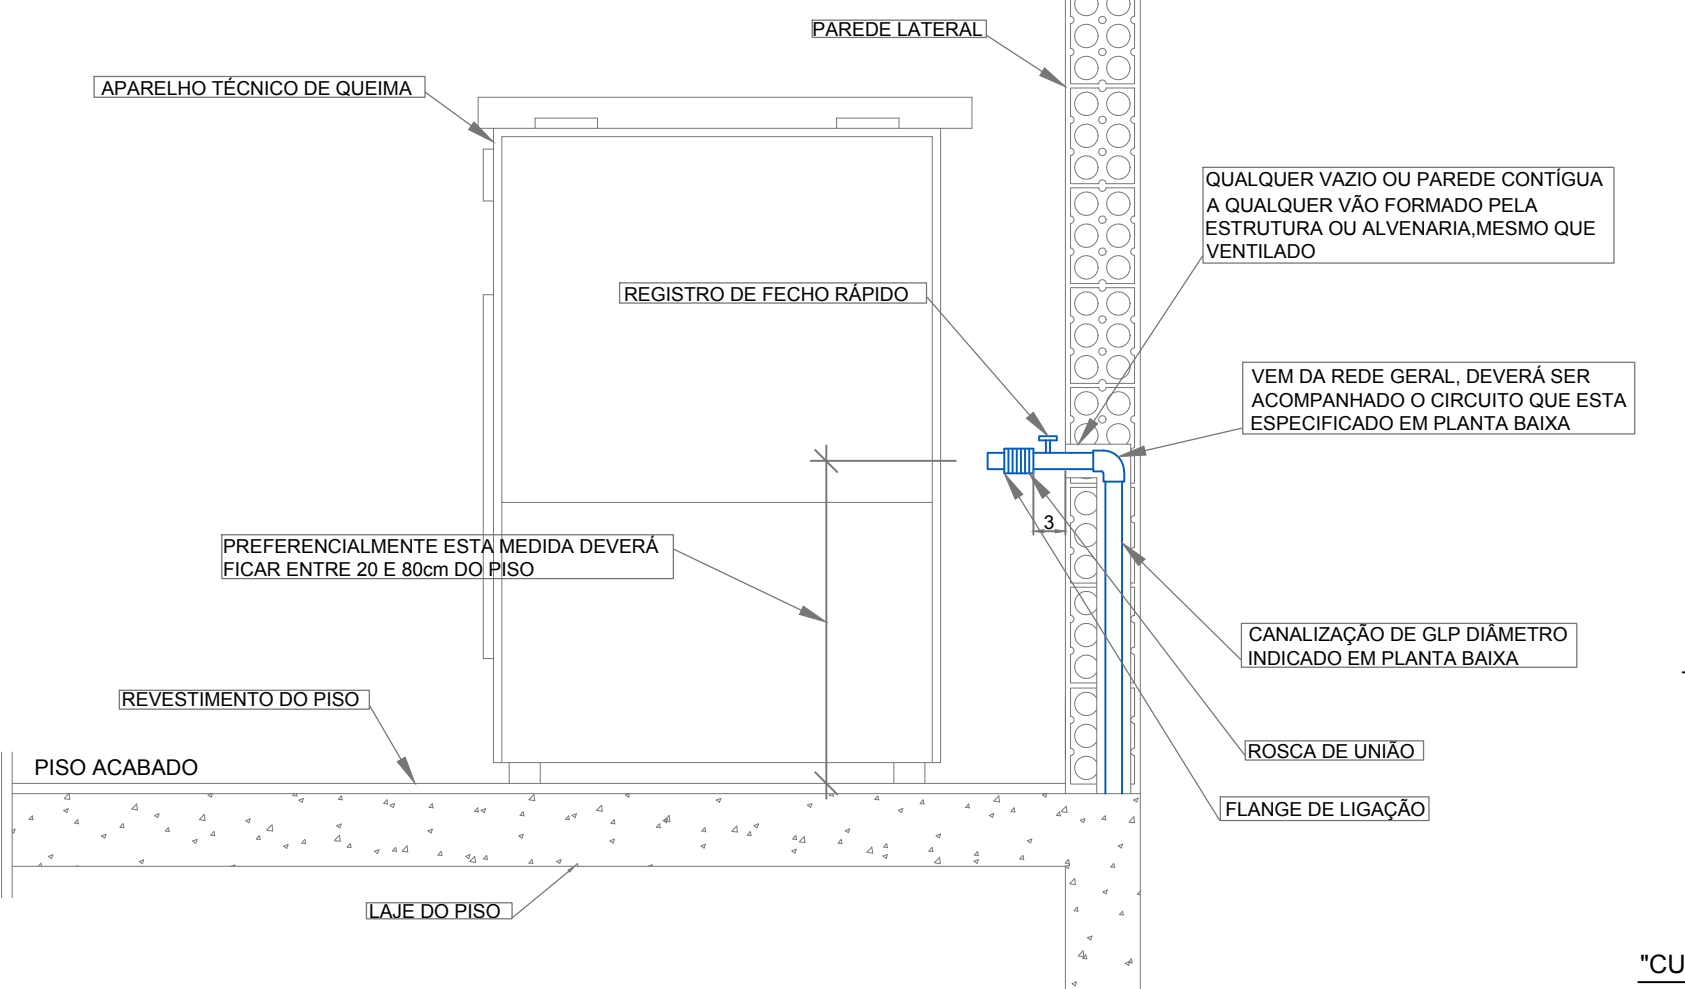 PAREDE LATERAL
APARELHO TÉCNICO DE QUEIMA
QUALQUER VAZIO OU PAREDE CONTÍGUA
A QUALQUER VÃO FORMADO PELA
ESTRUTURA OU ALVENARIA,MESMO QUE
VENTILADO
REGISTRO DE FECHO RÁPIDO
VEM DA REDE GERAL, DEVERÁ SER
ACOMPANHADO O CIRCUITO QUE ESTA
ESPECIFICADO EM PLANTA BAIXA
3
PREFERENCIALMENTE ESTA MEDIDA DEVERÁ
FICAR ENTRE 20 E 80cm DO PISO
CANALIZAÇÃO DE GLP DIÂMETRO
INDICADO EM PLANTA BAIXA
REVESTIMENTO DO PISO
ROSCA DE UNIÃO
PISO ACABADO
FLANGE DE LIGAÇÃO
LAJE DO PISO
"CU